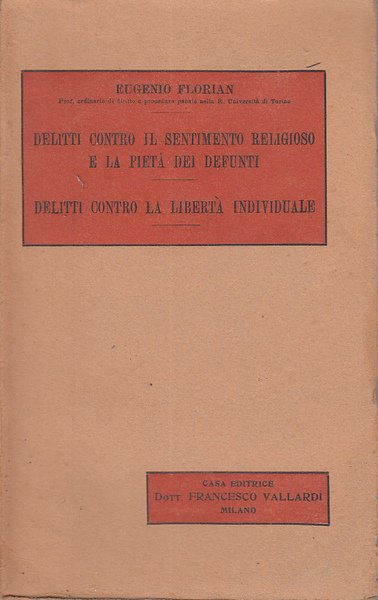 EUGENIO FLORIAN
Prof. ordinario di diritto e procedura penale nella R. Università di Torino
DELITTI CONTRO IL SENTIMENTO RELIGIOSO
E LA PIETÀ DEI DEFUNTI
DELITTI CONTRO LA LIBERTÀ INDIVIDUALE
CASA EDITRICE
DOTT. FRANCESCO VALLARDI
MILANO